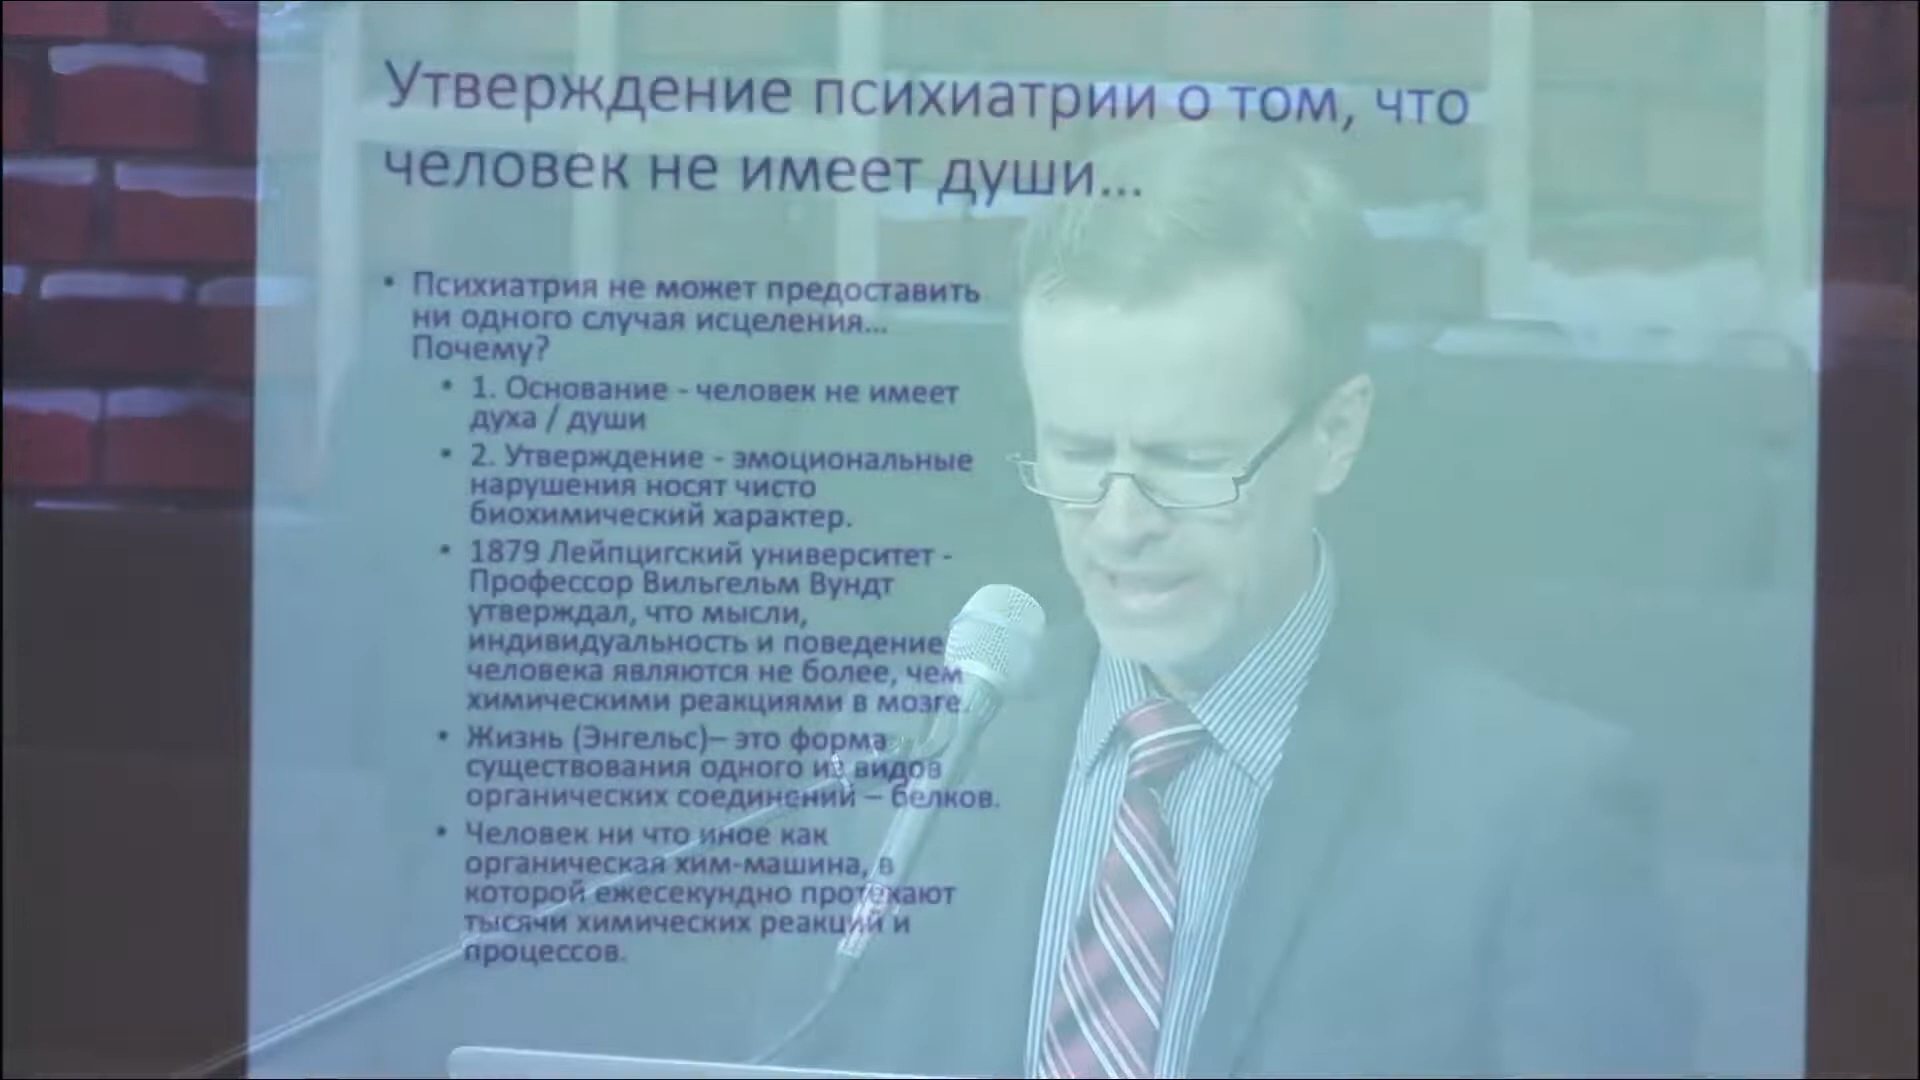 Утверждение психиатрии о том, что
человек не имеет души...
• Психиатрия не может предоставить
ни одного случая исцеления...
Почему?
• 1. Основание - человек не имеет
духа / души
• 2. Утверждение - эмоциональные
нарушения носят чисто
биохимический характер.
• 1879 Лейпцигский университет -
Профессор Вильгельм Вундт
утверждал, что мысли,
индивидуальность и поведение
человека являются не более, чем
химическими реакциями в мозге.
• Жизнь (Энгельс)– это форма
существования одного из видов
органических соединений – белков.
• Человек ни что иное как
органическая хим-машина, в
которой ежесекундно протекают
тысячи химических реакций и
процессов.